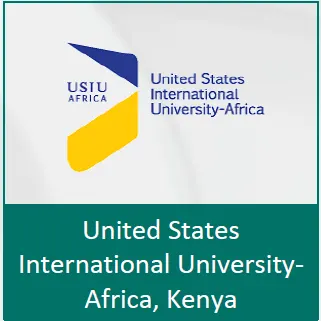 USIU
AFRICA
United States
International
University-Africa
United States
International University-
Africa, Kenya